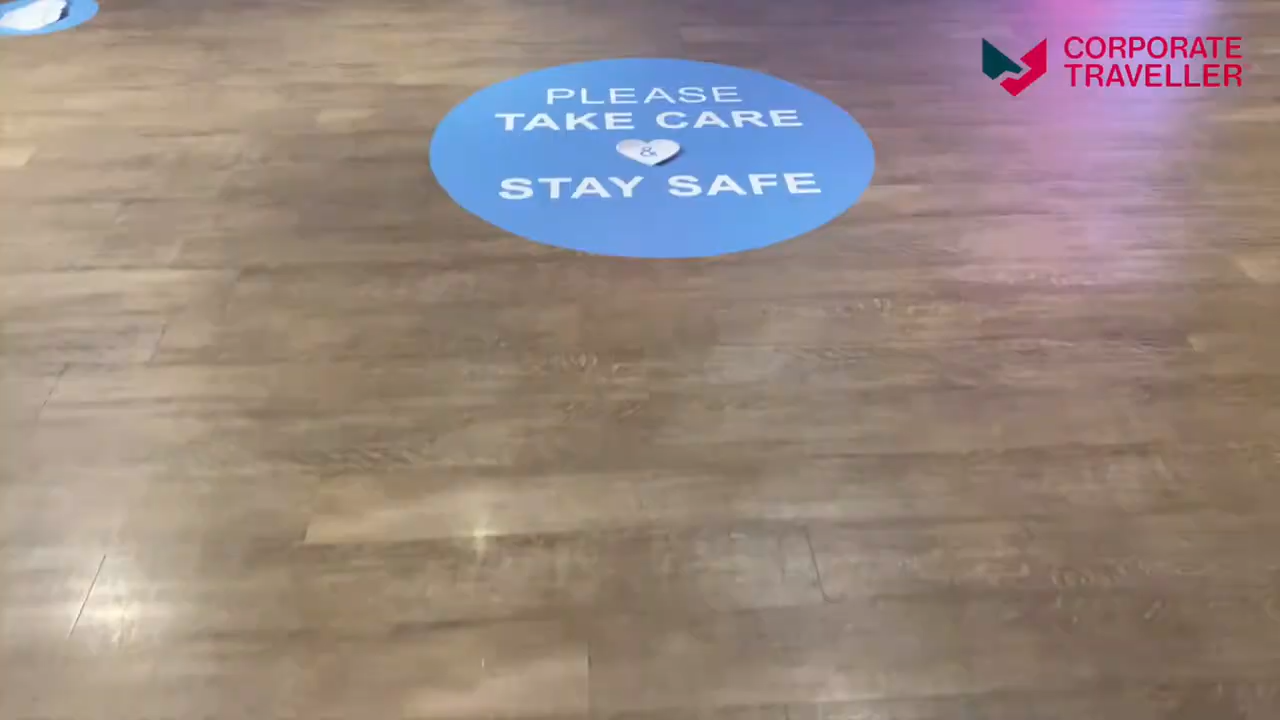 PLEASE
TAKE CARE
&
STAY SAFE
CORPORATE
TRAVELLER